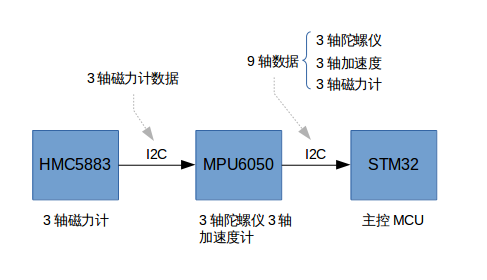 3 轴陀螺仪
9 轴数据
3 轴加速度
3 轴磁力计
3 轴磁力计数据
I2C
I2C
HMC5883
MPU6050
STM32
3 轴磁力计
3 轴陀螺仪 3 轴
加速度计
主控 MCU